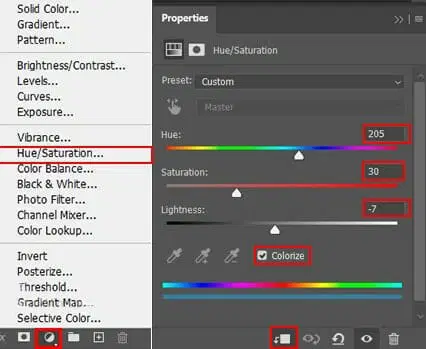 Solid Color...
Gradient...
Pattern...
Brightness/Contrast...
Levels...
Curves...
Exposure...
Vibrance...
Hue/Saturation...
Color Balance...
Black & White...
Photo Filter...
Channel Mixer...
Color Lookup...
Invert
Posterize...
Threshold...
Gradient Map...
Selective Color...
Properties
Hue/Saturation
Preset: Custom
Master
Hue: 205
Saturation: 30
Lightness: -7
Colorize